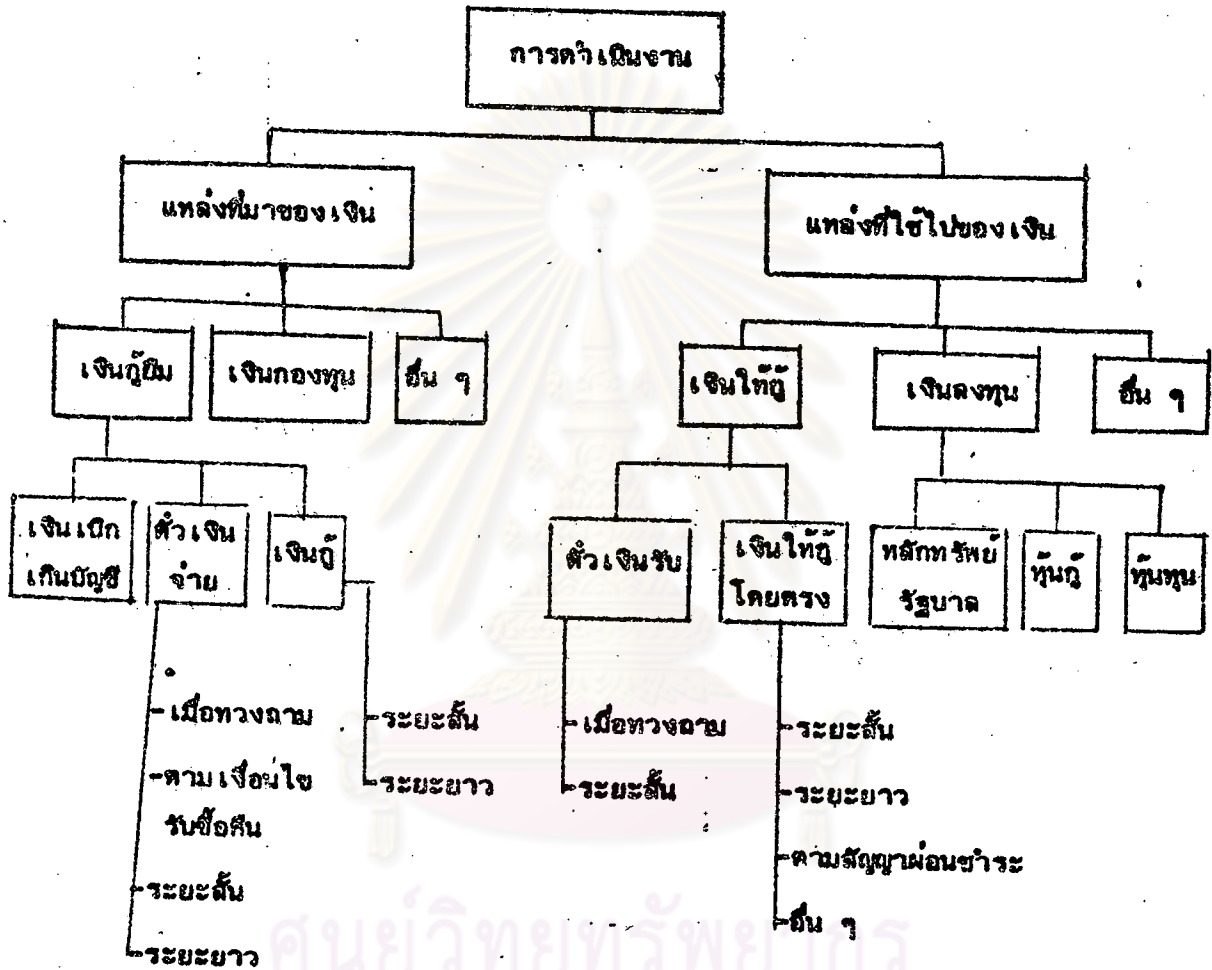 การดำเนินงาน
แหล่งที่มาของเงิน
แหล่งที่ใช้ไปของเงิน
เงินกู้ยืม
เงินกองทุน
อื่น ๆ
เงินให้กู้
เงินลงทุน
อื่น ๆ
เงินเบิก
เกินบัญชี
ตั๋วเงิน
จ่าย
เงินกู้
ตั๋วเงินรับ
เงินให้กู้
โดยตรง
หลักทรัพย์
รัฐบาล
หุ้นกู้
หุ้นทุน
-เมื่อทวงถาม
-ตามเงื่อนไข
รับซื้อคืน
-ระยะสั้น
-ระยะยาว
-ระยะสั้น
-ระยะยาว
-เมื่อทวงถาม
-ระยะสั้น
-ระยะสั้น
-ระยะยาว
-ตามสัญญาผ่อนชำระ
-อื่น ๆ
ศูนย์วิทยทรัพยากร